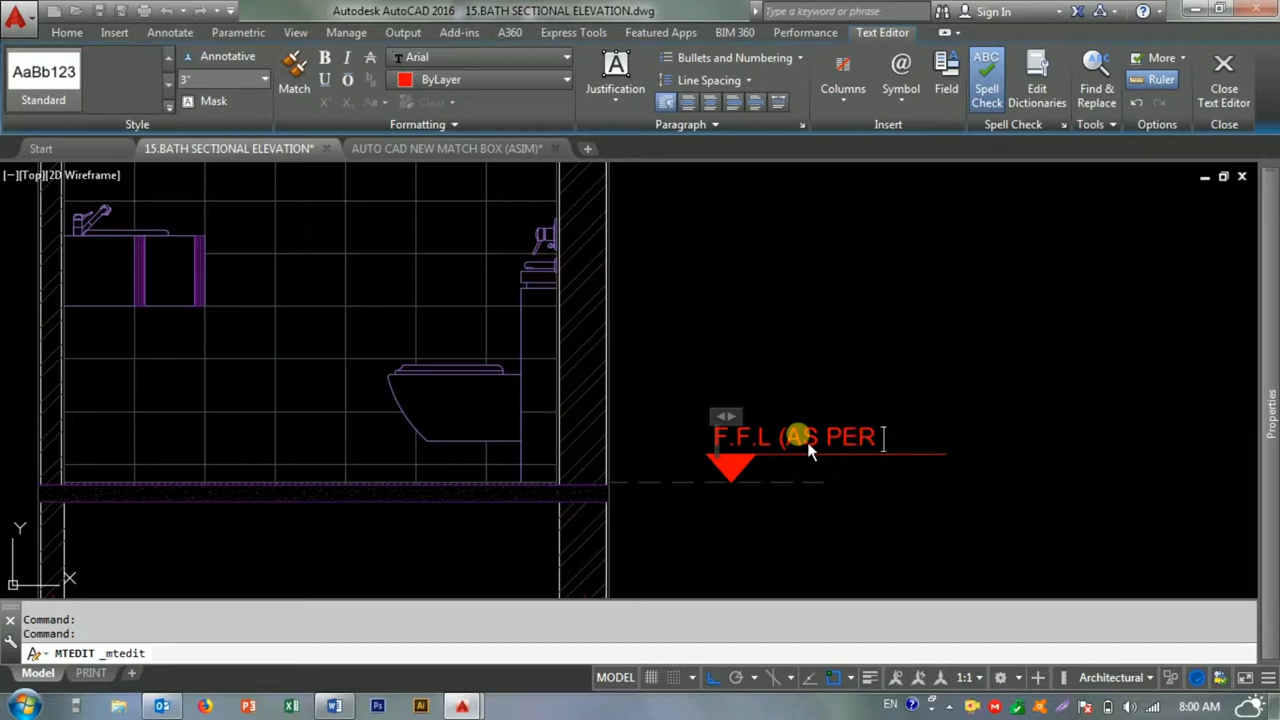 Autodesk AutoCAD 2016 15.BATH SECTIONAL ELEVATION.dwg
Type a keyword or phrase
Sign In
Home Insert Annotate Parametric View Manage Output Add-ins A360 Express Tools Featured Apps BIM 360 Performance Text Editor
AaBb123
Standard
Annotative
3"
Mask
Style
Match
B I A
U O
Arial
ByLayer
Aa
Clear
Formatting
A
Justification
Bullets and Numbering
Line Spacing
Paragraph
Columns
@
Symbol
Field
Insert
ABC
Spell
Check
Edit
Dictionaries
Spell Check
Find &
Replace
Tools
More
Ruler
Options
Close
Text Editor
Close
Start
15.BATH SECTIONAL ELEVATION*
AUTO CAD NEW MATCH BOX (ASIM)*
[−][Top][2D Wireframe]
Properties
F.F.L (AS PER
Y
X
Command:
Command:
MTEDIT _mtedit
Model PRINT
MODEL
1:1
Architectural
EN
8:00 AM